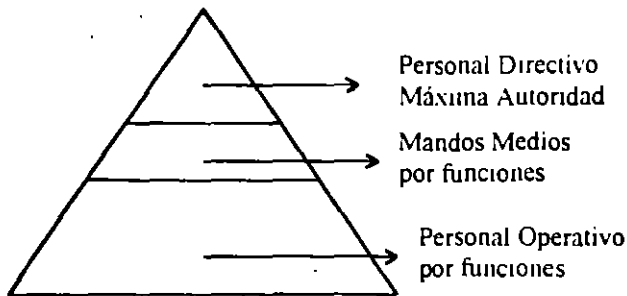 Personal Directivo
Máxima Autoridad
Mandos Medios
por funciones
Personal Operativo
por funciones